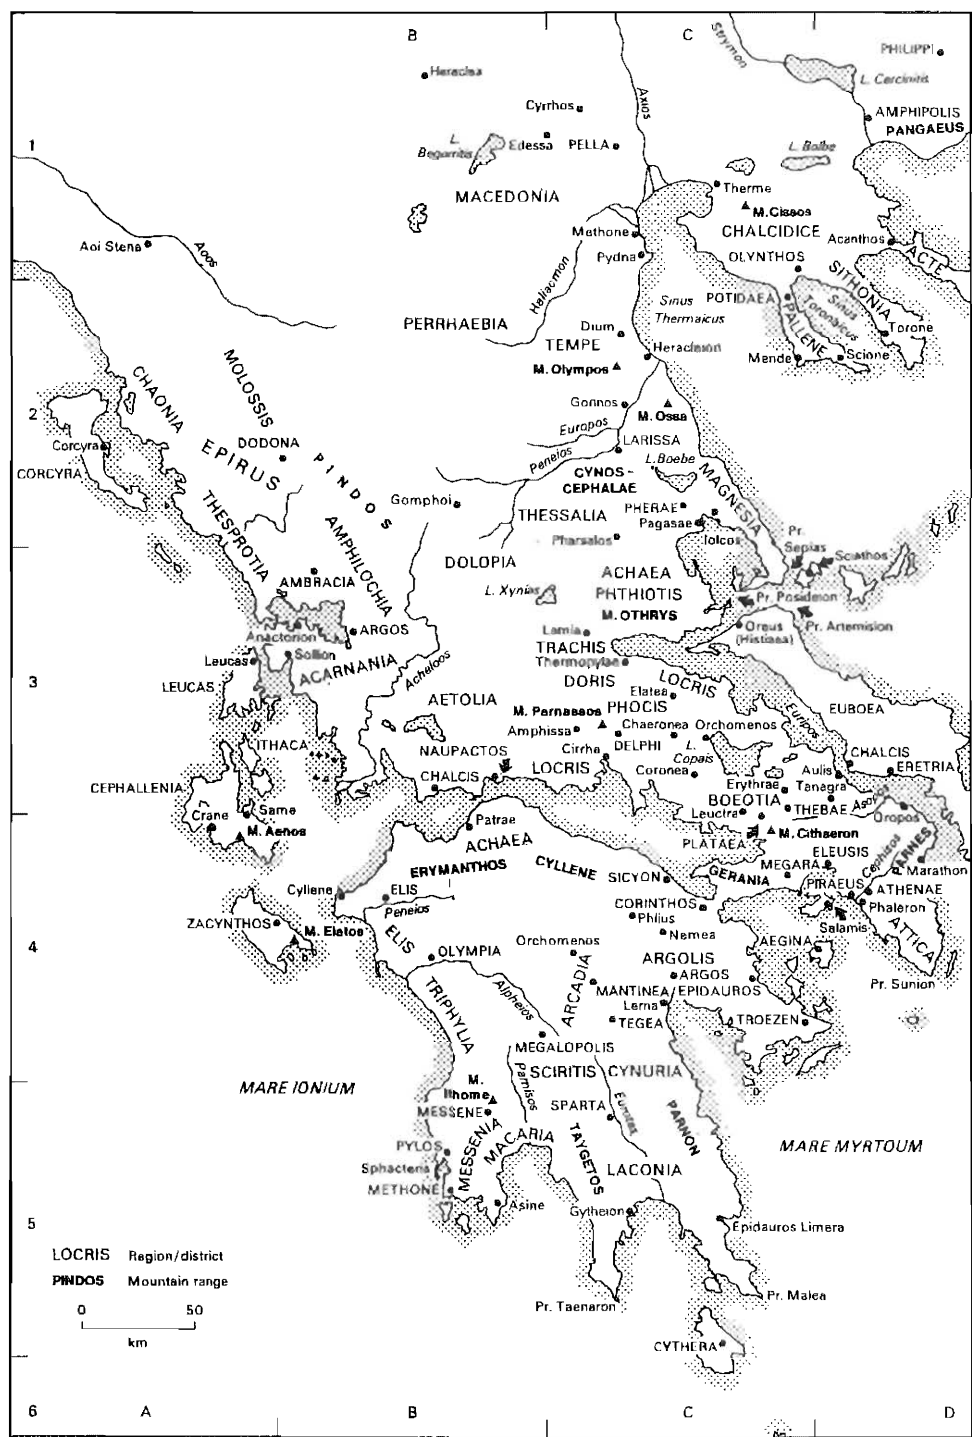 B
C
Strymon
PHILIPPI
Heraclea
L. Cercinitis
Cyrrhos
Axios
AMPHIPOLIS
PANGAEUS
1
L. Begorritis
Edessa
PELLA
L. Bolbe
MACEDONIA
Therme
M. Cissos
CHALCIDICE
Aoi Stena
Aoos
Methone
Acanthos
ACTE
Pydna
OLYNTHOS
Haliacmon
SITHONIA
Sinus Thermaicus
POTIDAEA
Sinus Toronaicus
PERRHAEBIA
Dium
PALLENE
Torone
TEMPE
Heracleion
Mende
Scione
M. Olympos
MOLOSSIS
CHAONIA
2
Gonnos
M. Ossa
Corcyra
DODONA
PINDOS
Europos
LARISSA
EPIRUS
Peneios
L. Boebe
CORCYRA
CYNOS-
CEPHALAE
MAGNESIA
Gomphoi
THESSALIA
PHERAE
Pagasae
THESPROTIA
Pharsalos
Iolcos
Pr. Sepias
Sciathos
AMPHILOCHIA
DOLOPIA
AMBRACIA
ACHAEA
PHTHIOTIS
L. Xynias
Pr. Posideion
M. OTHRYS
Pr. Artemision
Anactorion
ARGOS
Lamia
Oreus
(Histiaea)
Leucas
Sollion
TRACHIS
ACARNANIA
Acheloos
Thermopylae
3
LEUCAS
DORIS
LOCRIS
AETOLIA
Elatea
EUBOEA
PHOCIS
Euripos
M. Parnassos
Amphissa
Chaeronea
Orchomenos
ITHACA
NAUPACTOS
Cirrha
DELPHI
L. Copais
CHALCIS
CEPHALLENIA
CHALCIS
LOCRIS
Coronea
Aulis
ERETRIA
Erythrae
Tanagra
Same
BOEOTIA
THEBAE
Crane
Leuctra
Oropos
M. Aenos
Patrae
ACHAEA
PLATAEA
M. Cithaeron
ERYMANTHOS
CYLLENE
ELEUSIS
Cephisos
PARNES
MEGARA
Marathon
Cyllene
ELIS
SICYON
GERANIA
PIRAEUS
ATHENAE
Peneios
CORINTHOS
Phaleron
ZACYNTHOS
Phlius
Salamis
M. Elatos
ELIS
Nemea
ATTICA
4
OLYMPIA
Orchomenos
AEGINA
ARGOLIS
ARCADIA
ARGOS
Pr. Sunion
TRIPHYLIA
Alpheios
MANTINEA
EPIDAUROS
Lerna
TEGEA
TROEZEN
MEGALOPOLIS
SCIRITIS
CYNURIA
MARE IONIUM
M. Ithome
Pamisos
SPARTA
Eurotas
MESSENE
PARNON
MESSENIA
MACARIA
TAYGETOS
MARE MYRTOUM
PYLOS
Sphacteria
LACONIA
METHONE
Asine
Gytheion
5
Epidauros Limera
LOCRIS Region/district
PINDOS Mountain range
0 50
km
Pr. Taenaron
Pr. Malea
CYTHERA
6
A
B
C
D